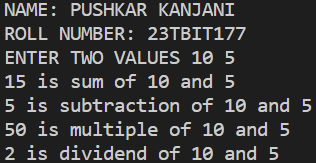 NAME: PUSHKAR KANJANI
ROLL NUMBER: 23TBIT177
ENTER TWO VALUES 10 5
15 is sum of 10 and 5
5 is subtraction of 10 and 5
50 is multiple of 10 and 5
2 is dividend of 10 and 5